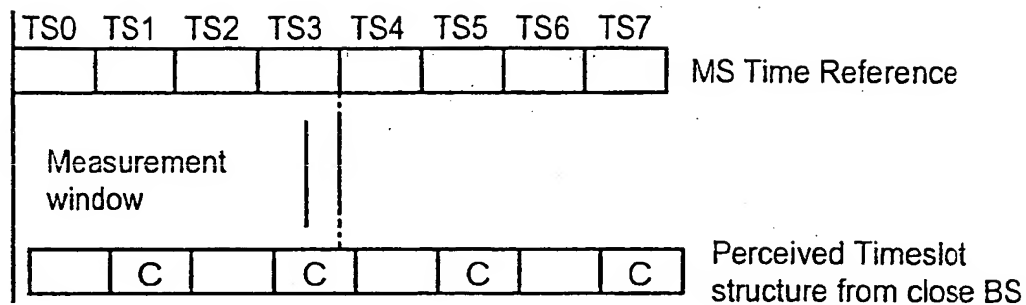 TS0 TS1 TS2 TS3 TS4 TS5 TS6 TS7
MS Time Reference
Measurement
window
C C C C
Perceived Timeslot
structure from close BS